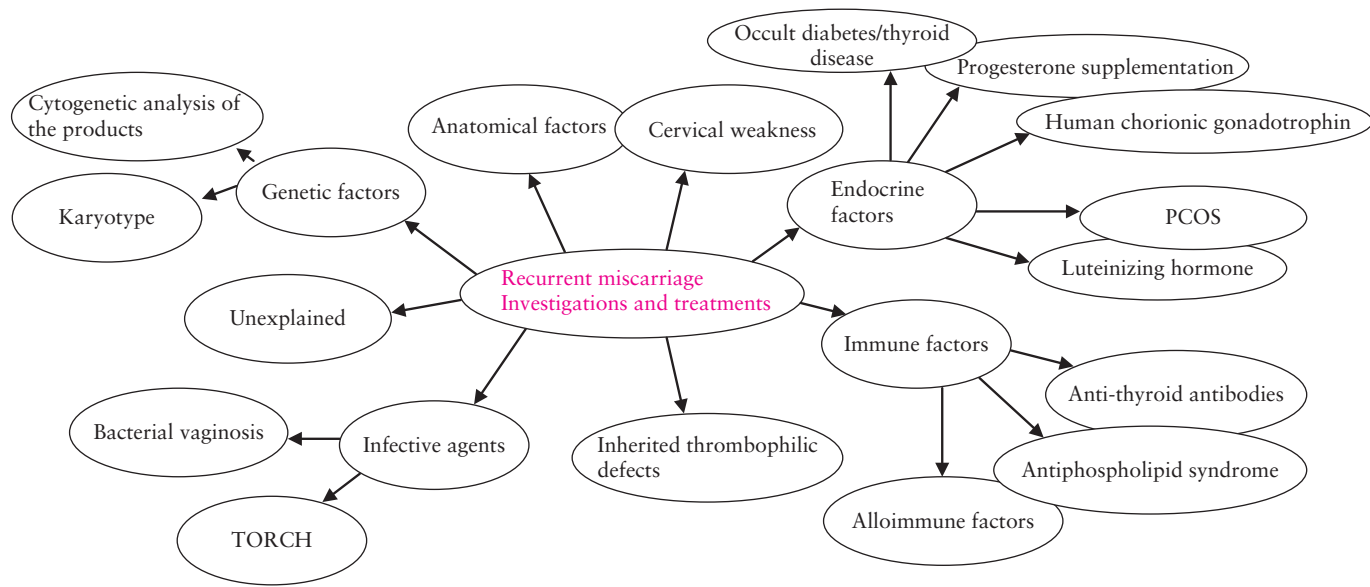 Occult diabetes/thyroid
disease
Progesterone supplementation
Cytogenetic analysis of
the products
Anatomical factors
Cervical weakness
Human chorionic gonadotrophin
Genetic factors
Endocrine
factors
Karyotype
PCOS
Luteinizing hormone
Recurrent miscarriage
Investigations and treatments
Unexplained
Immune factors
Anti-thyroid antibodies
Bacterial vaginosis
Infective agents
Inherited thrombophilic
defects
Antiphospholipid syndrome
Alloimmune factors
TORCH